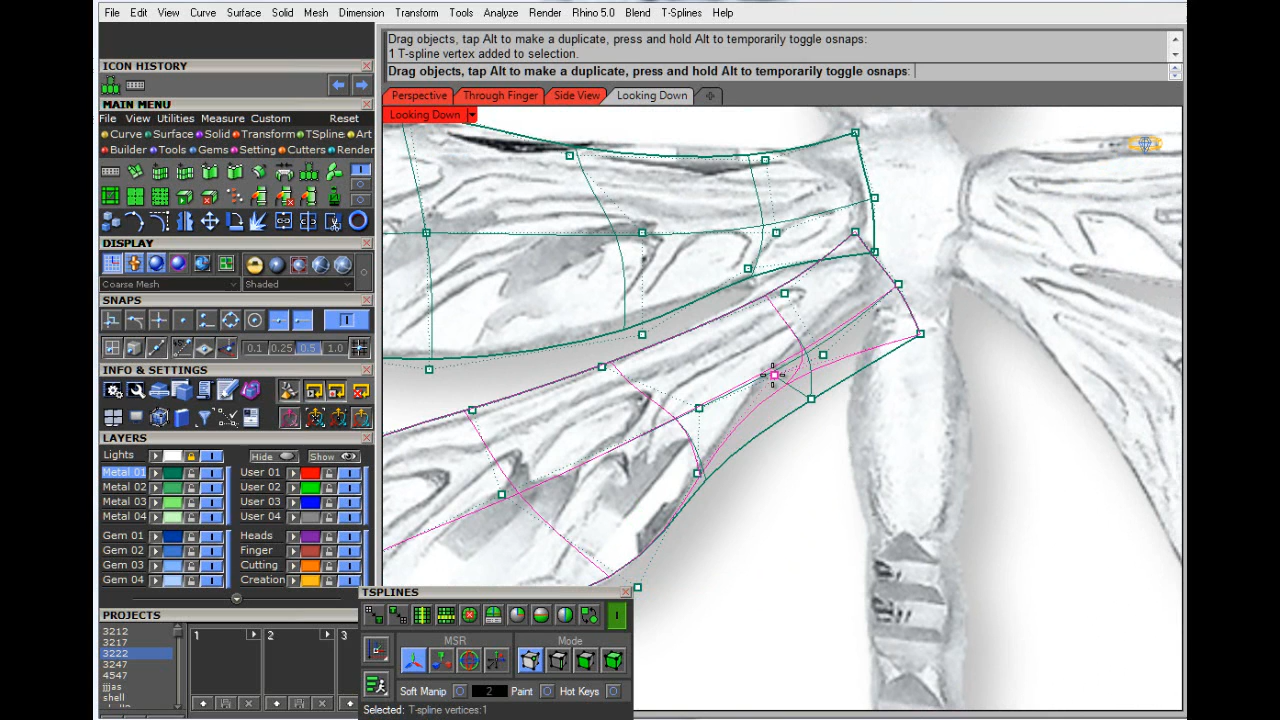 File Edit View Curve Surface Solid Mesh Dimension Transform Tools Analyze Render Rhino 5.0 Blend T-Splines Help
Drag objects, tap Alt to make a duplicate, press and hold Alt to temporarily toggle osnaps:
1 T-spline vertex added to selection.
Drag objects, tap Alt to make a duplicate, press and hold Alt to temporarily toggle osnaps:
Perspective Through Finger Side View Looking Down
Looking Down
ICON HISTORY
MAIN MENU
File View Utilities Measure Custom Reset
Curve Surface Solid Transform TSpline Art
Builder Tools Gems Setting Cutters Render
DISPLAY
Coarse Mesh Shaded
SNAPS
0.1 0.25 0.5 1.0
INFO & SETTINGS
LAYERS
Lights Hide Show
Metal 01 User 01
Metal 02 User 02
Metal 03 User 03
Metal 04 User 04
Gem 01 Heads
Gem 02 Finger
Gem 03 Cutting
Gem 04 Creation
PROJECTS
3212
3217
3222
3247
4547
jjjas
shell
1 2 3
TSPLINES
MSR Mode
Soft Manip 2 Paint Hot Keys
Selected: T-spline vertices:1